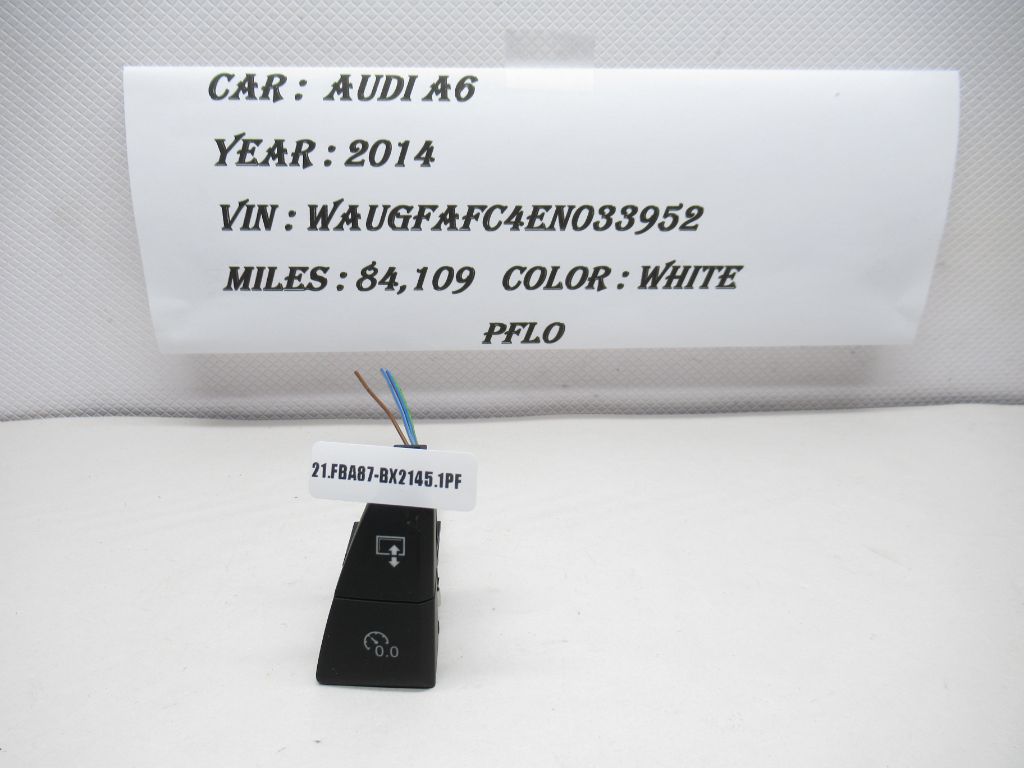 CAR : AUDI A6
YEAR : 2014
VIN : WAUGFAFC4EN033952
MILES : 84,109 COLOR : WHITE
PFLO
21.FBA87-BX2145.1PF
0.0